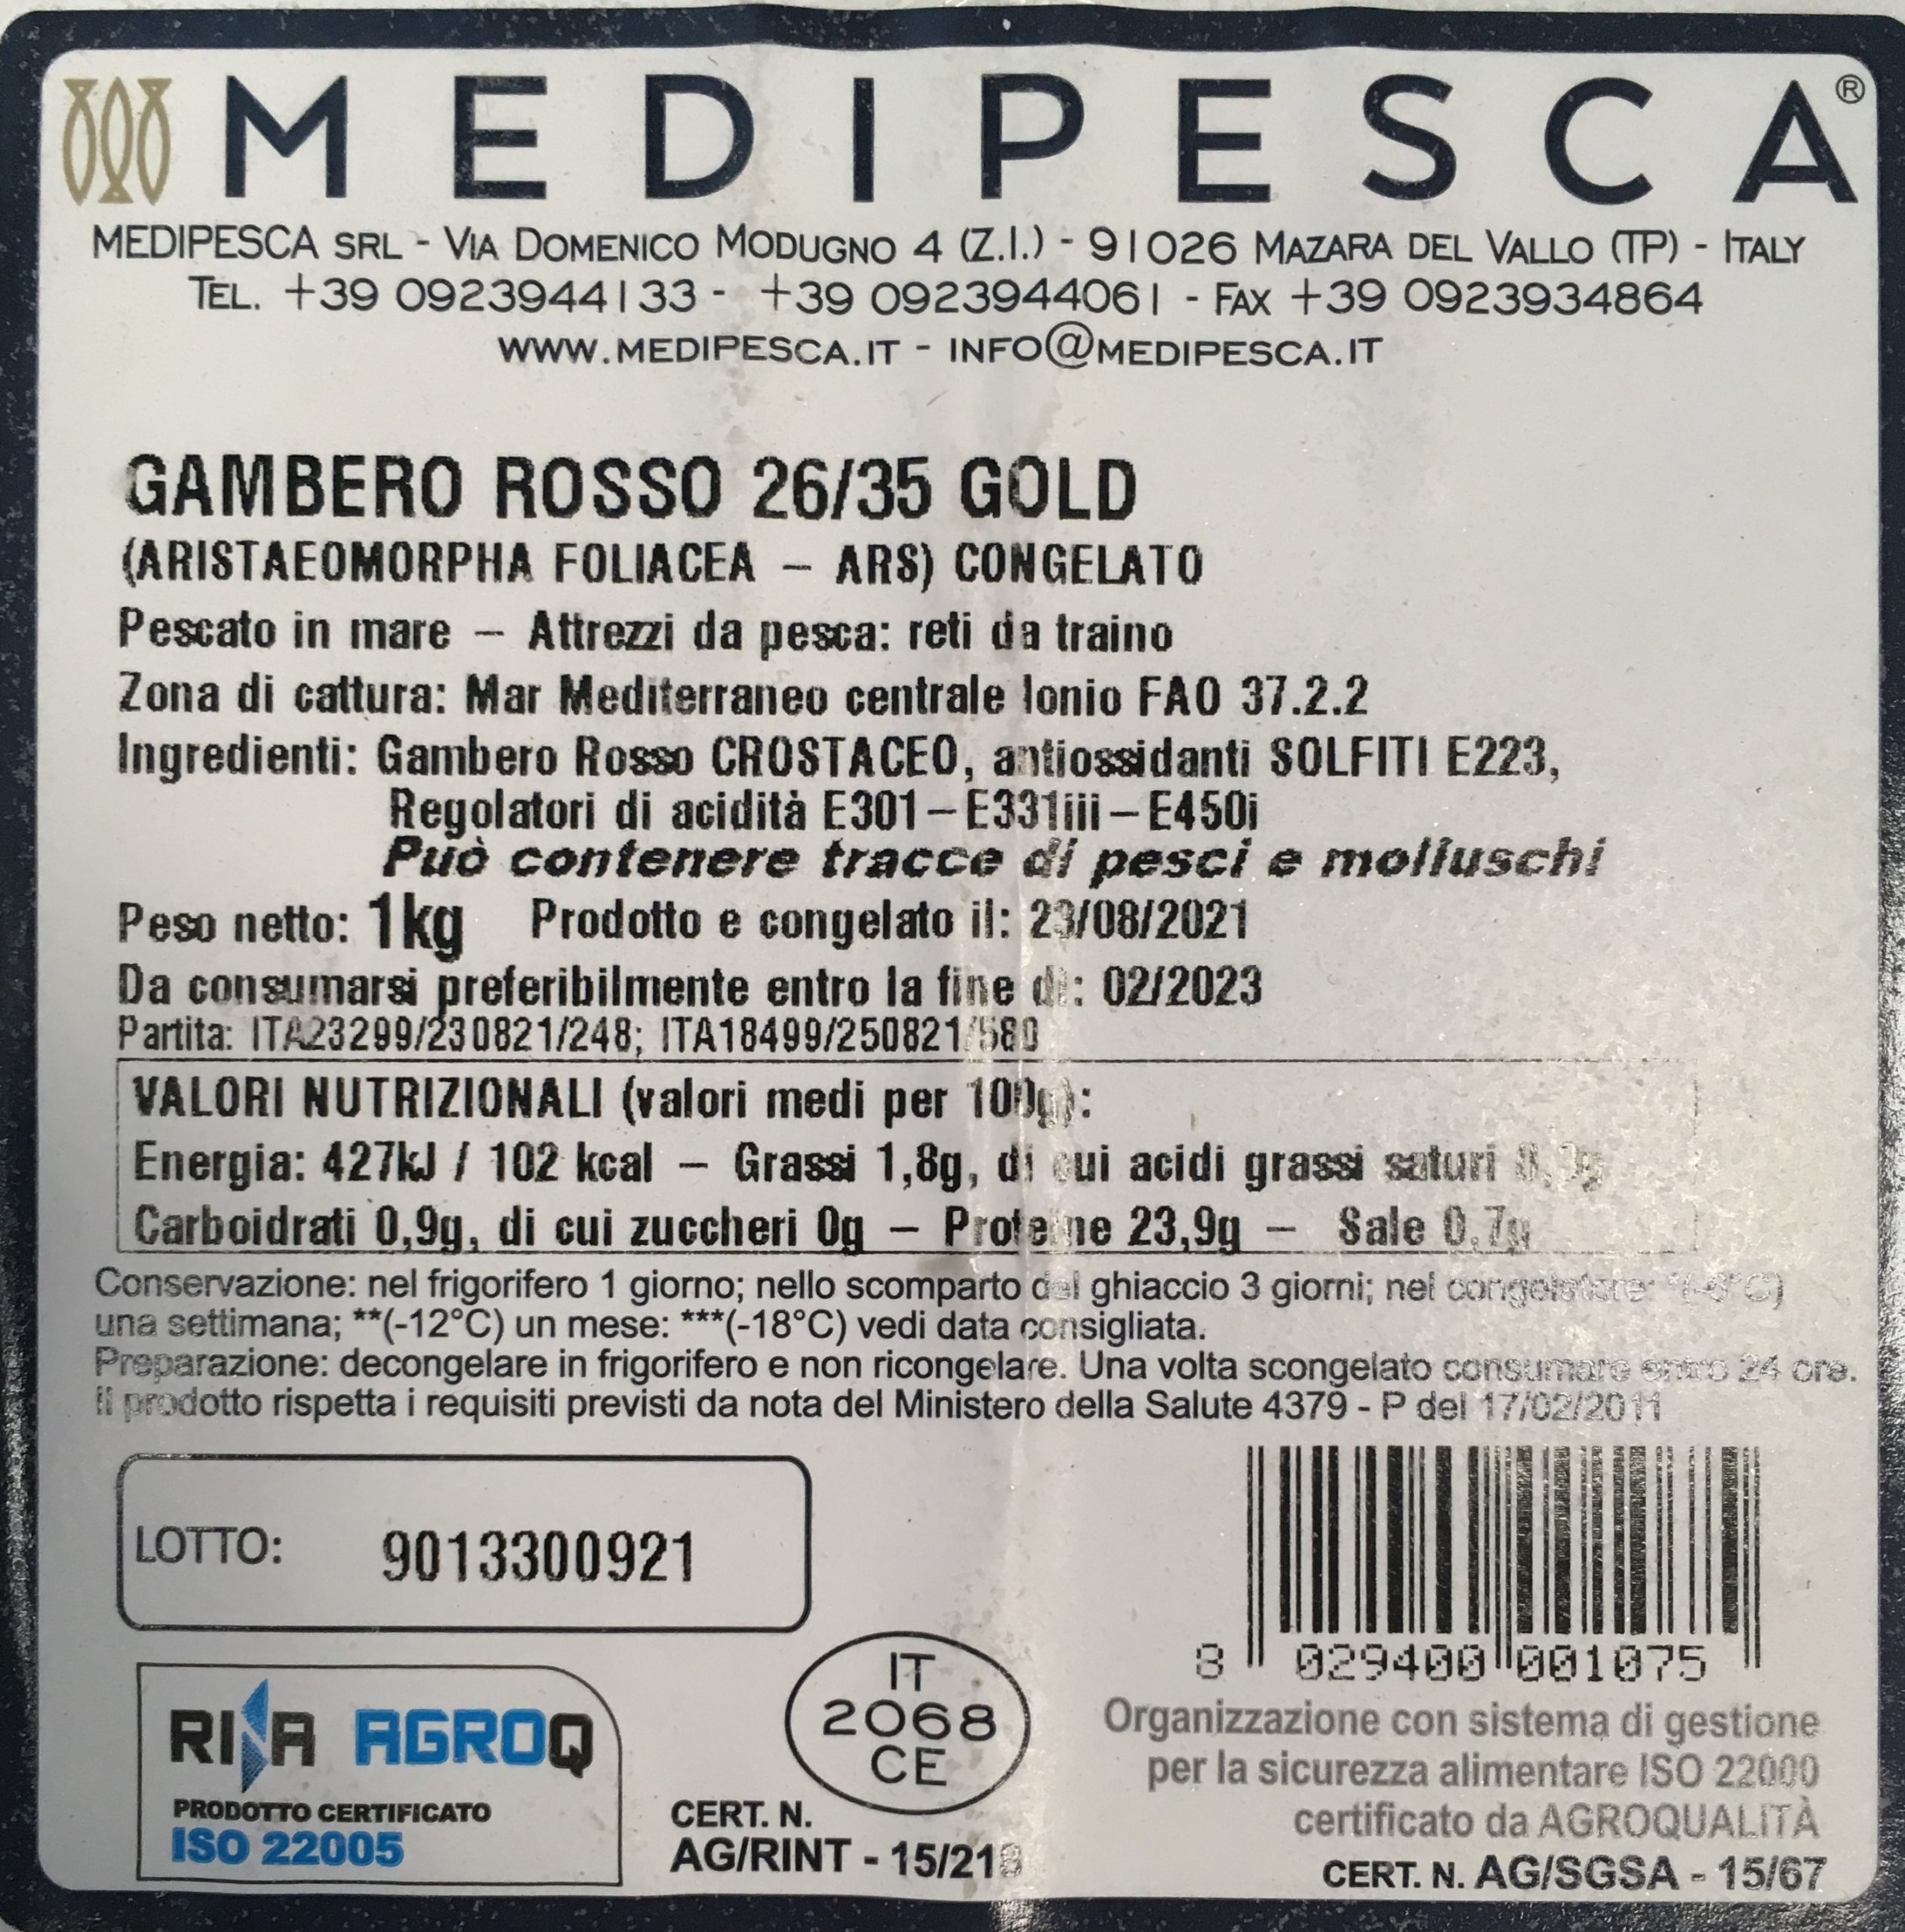 MEDIPESCA®
MEDIPESCA SRL - VIA DOMENICO MODUGNO 4 (Z.I.) - 91026 MAZARA DEL VALLO (TP) - ITALY
TEL. +39 0923944133 - +39 0923944061 - FAX +39 0923934864
WWW.MEDIPESCA.IT - INFO@MEDIPESCA.IT
GAMBERO ROSSO 26/35 GOLD
(ARISTAEOMORPHA FOLIACEA – ARS) CONGELATO
Pescato in mare – Attrezzi da pesca: reti da traino
Zona di cattura: Mar Mediterraneo centrale Ionio FAO 37.2.2
Ingredienti: Gambero Rosso CROSTACEO, antiossidanti SOLFITI E223,
Regolatori di acidità E301–E331iii–E450i
Può contenere tracce di pesci e molluschi
Peso netto: 1kg Prodotto e congelato il: 23/08/2021
Da consumarsi preferibilmente entro la fine di: 02/2023
Partita: ITA23299/230821/248; ITA18499/250821/580
VALORI NUTRIZIONALI (valori medi per 100g):
Energia: 427kJ / 102 kcal – Grassi 1,8g, di cui acidi grassi saturi
Carboidrati 0,9g, di cui zuccheri 0g – Proteine 23,9g – Sale 0,7g
Conservazione: nel frigorifero 1 giorno; nello scomparto del ghiaccio 3 giorni; nel congelatore: *(-6°C)
una settimana; **(-12°C) un mese: ***(-18°C) vedi data consigliata.
Preparazione: decongelare in frigorifero e non ricongelare. Una volta scongelato consumare entro 24 ore.
Il prodotto rispetta i requisiti previsti da nota del Ministero della Salute 4379 - P del 17/02/2011
LOTTO: 9013300921
8 029400 001075
RINA AGROQ
PRODOTTO CERTIFICATO
ISO 22005
IT
2068
CE
CERT. N.
AG/RINT - 15/218
Organizzazione con sistema di gestione
per la sicurezza alimentare ISO 22000
certificato da AGROQUALITÀ
CERT. N. AG/SGSA - 15/67